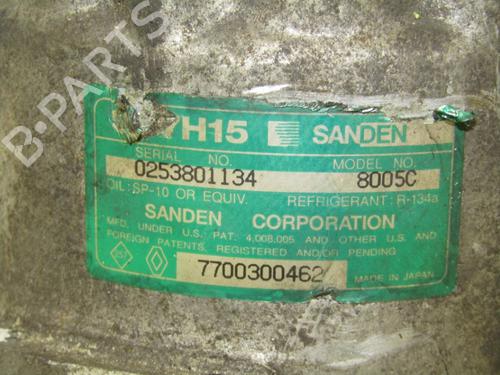 B-PARTS
7H15 SANDEN
SERIAL NO. MODEL NO.
0253801134 8005C
OIL: SP-10 OR EQUIV. REFRIGERANT: R-134a
SANDEN CORPORATION
MFD. UNDER U.S. PAT. 4,008,005 AND OTHER U.S. AND
FOREIGN PATENTS. REGISTERED AND/OR PENDING
7700300462
MADE IN JAPAN